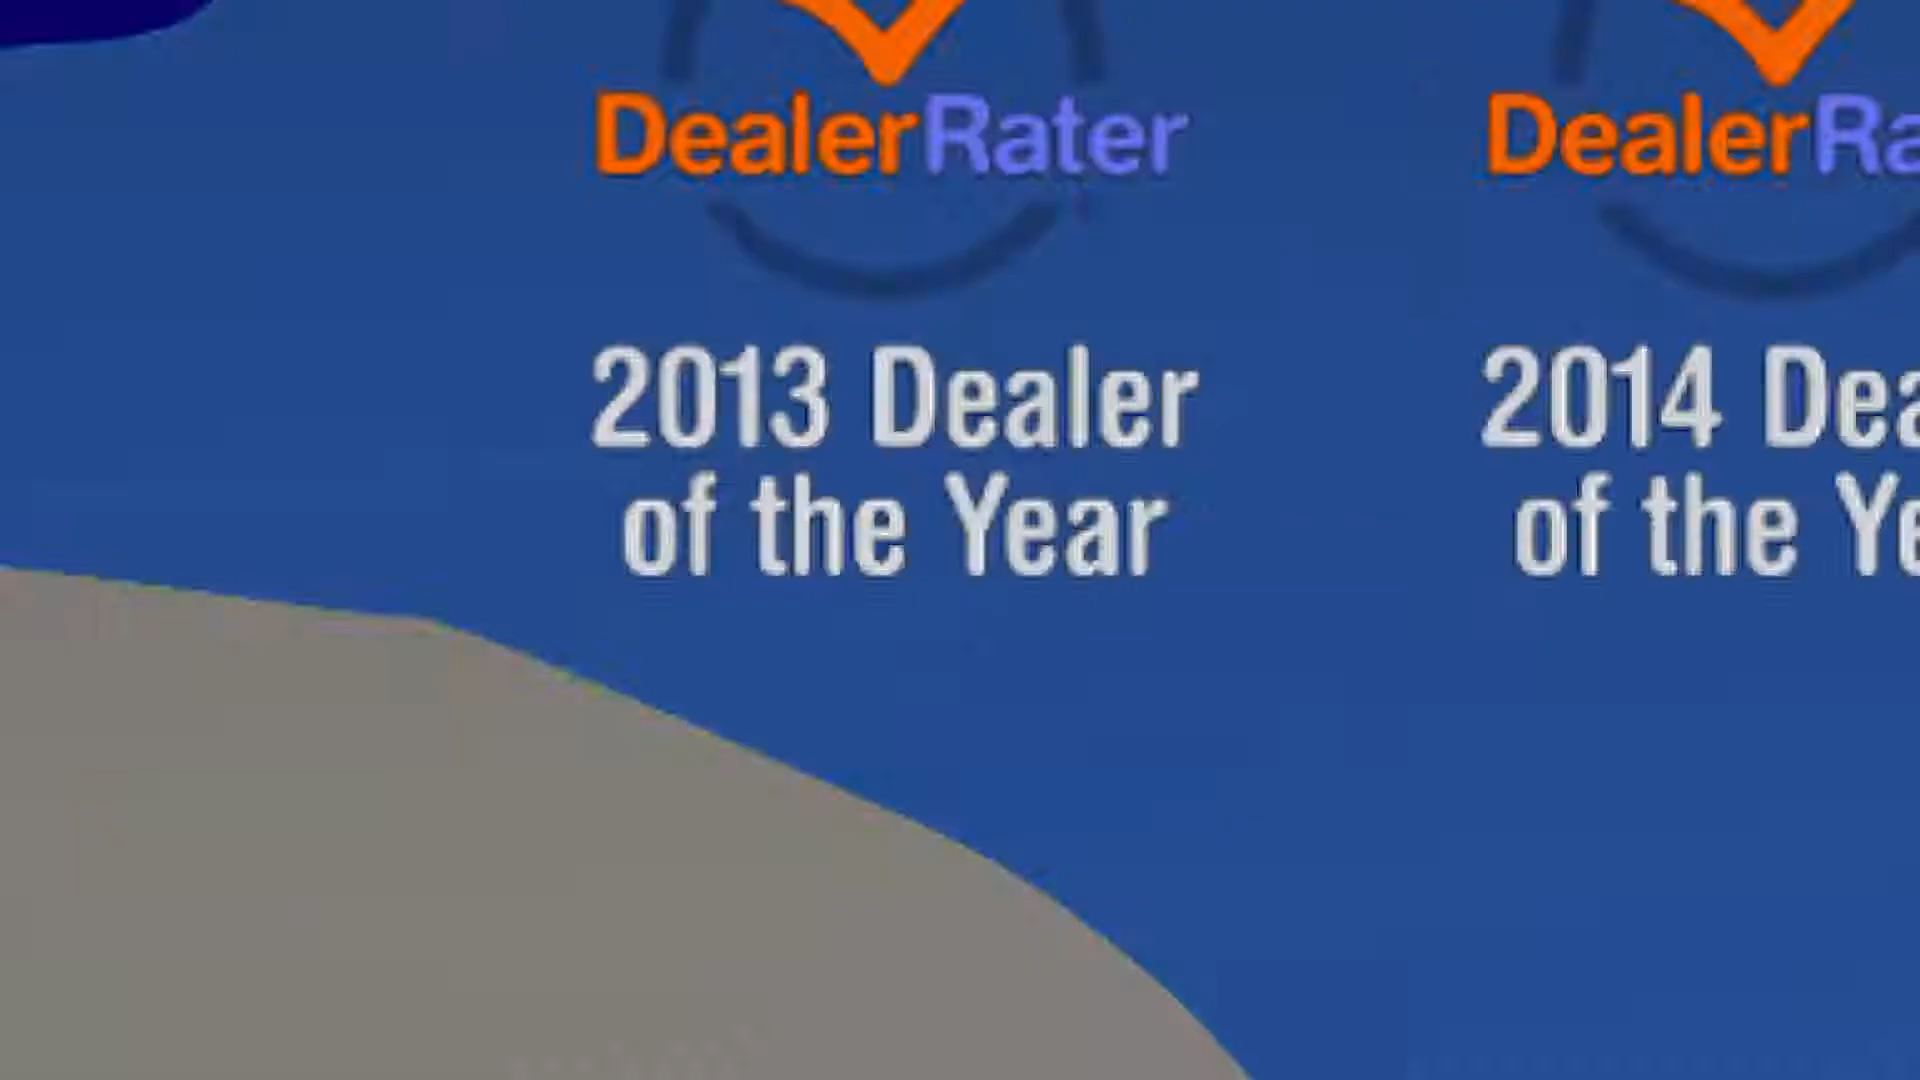 DealerRater
2013 Dealer
of the Year
DealerRa
2014 Dea
of the Ye